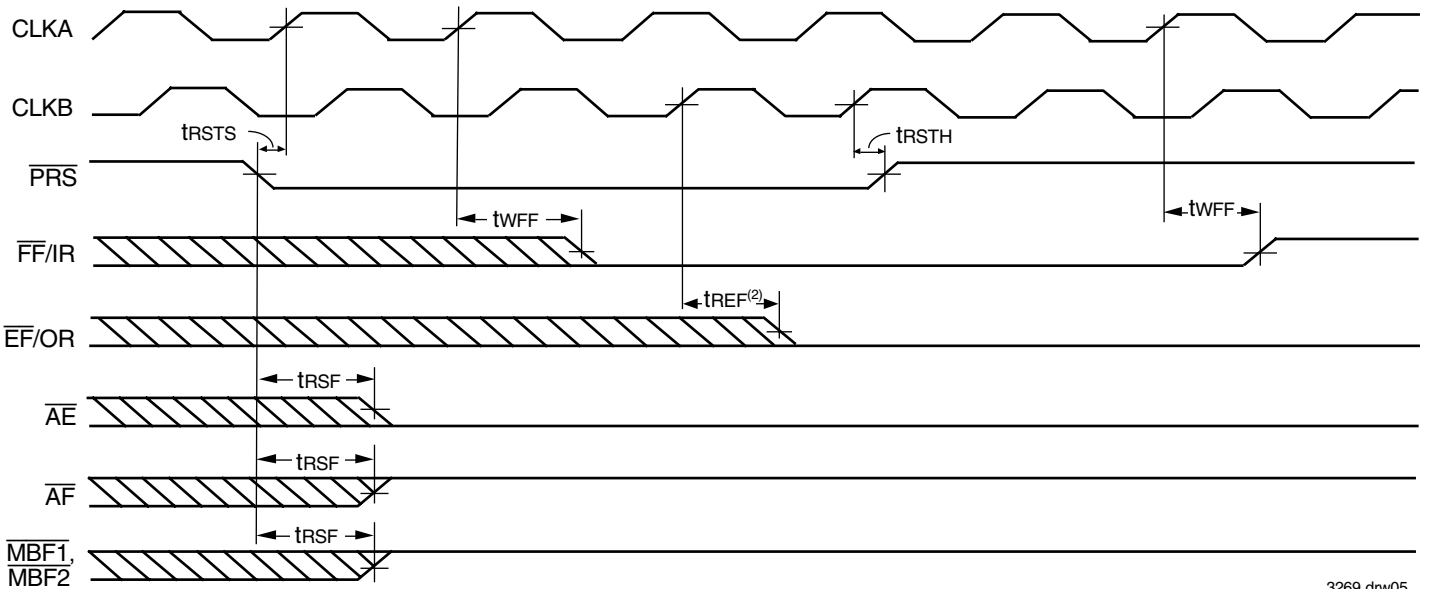 CLKA
CLKB
tRSTS
tRSTH
PRS
tWFF
tWFF
FF/IR
tREF(2)
EF/OR
tRSF
AE
tRSF
AF
tRSF
MBF1,
MBF2
3269 drw05